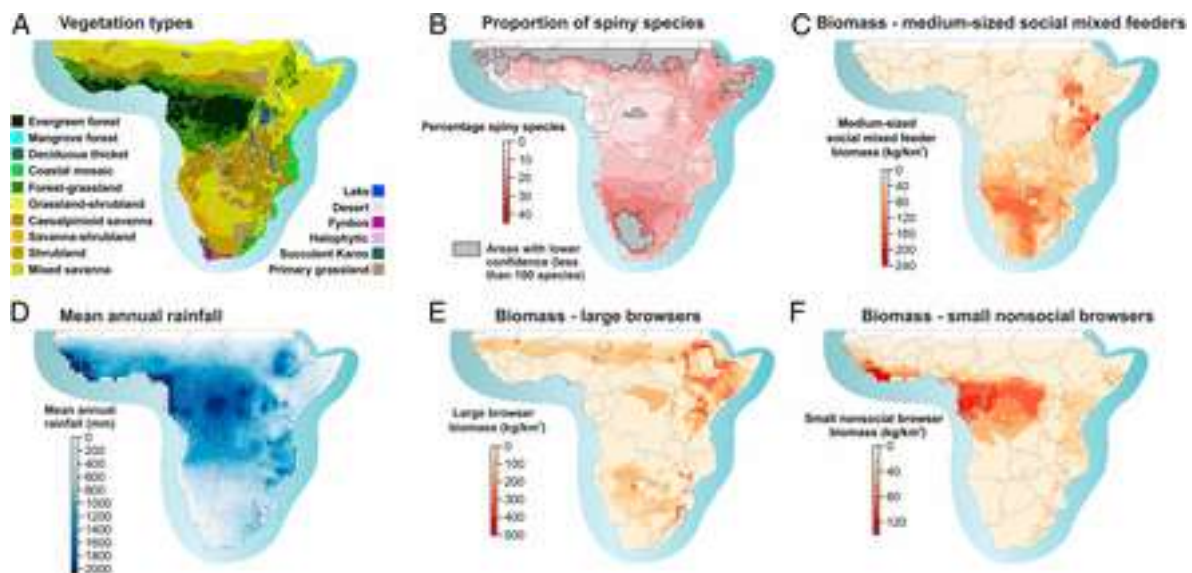 A Vegetation types
Evergreen forest
Mangrove forest
Deciduous thicket
Coastal mosaic
Forest-grassland
Grassland-shrubland
Caesalpinioid savanna
Savanna-shrubland
Shrubland
Mixed savanna
Lake
Desert
Fynbos
Halophytic
Succulent Karoo
Primary grassland
B Proportion of spiny species
Percentage spiny species
0
10
20
30
40
Areas with lower
confidence (less
than 100 species)
C Biomass - medium-sized social mixed feeders
Medium-sized
social mixed feeder
biomass (kg/km²)
0
40
80
120
160
200
240
D Mean annual rainfall
Mean annual
rainfall (mm)
0
200
400
600
800
1000
1200
1400
1600
1800
2000
E Biomass - large browsers
Large browser
biomass (kg/km²)
0
100
200
300
400
500
F Biomass - small nonsocial browsers
Small nonsocial browser
biomass (kg/km²)
0
40
80
120